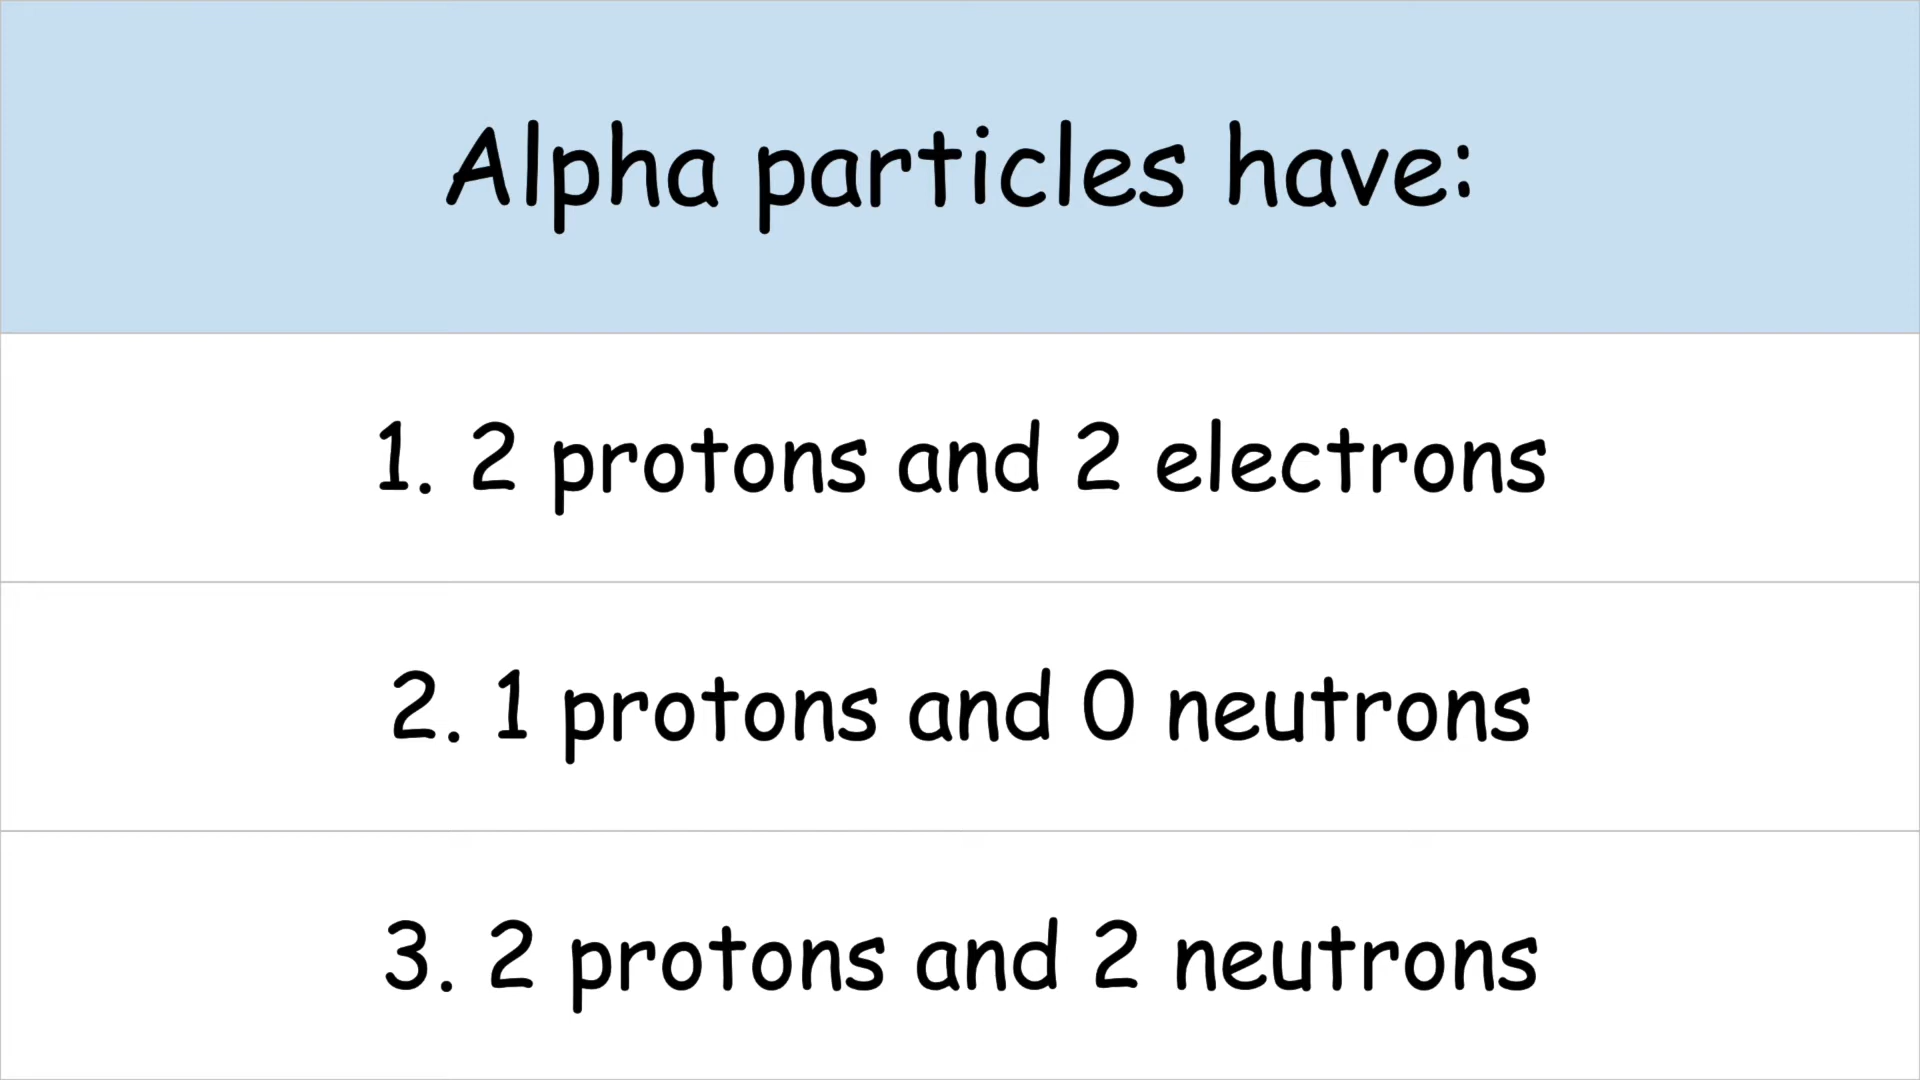 Alpha particles have:
1. 2 protons and 2 electrons
2. 1 protons and 0 neutrons
3. 2 protons and 2 neutrons